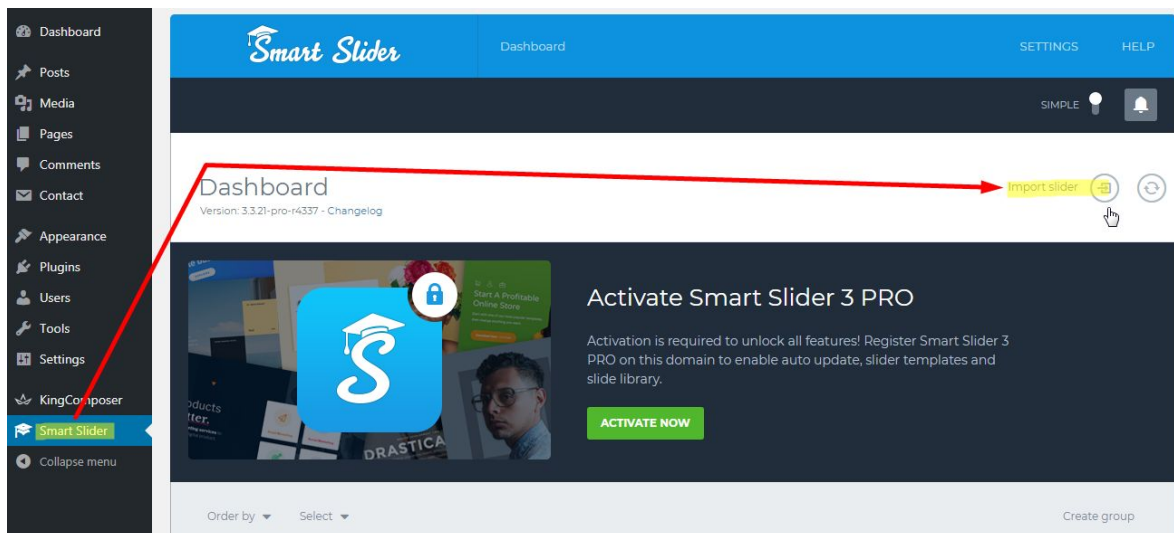 Dashboard
Posts
Media
Pages
Comments
Contact
Appearance
Plugins
Users
Tools
Settings
KingComposer
Smart Slider
Collapse menu
Smart Slider
Dashboard
SETTINGS
HELP
SIMPLE
Dashboard
Version: 3.3.21-pro-r4337 - Changelog
Import slider
Start A Profitable
Online Store
DRASTICA
S
Activate Smart Slider 3 PRO
Activation is required to unlock all features! Register Smart Slider 3
PRO on this domain to enable auto update, slider templates and
slide library.
ACTIVATE NOW
Order by
Select
Create group